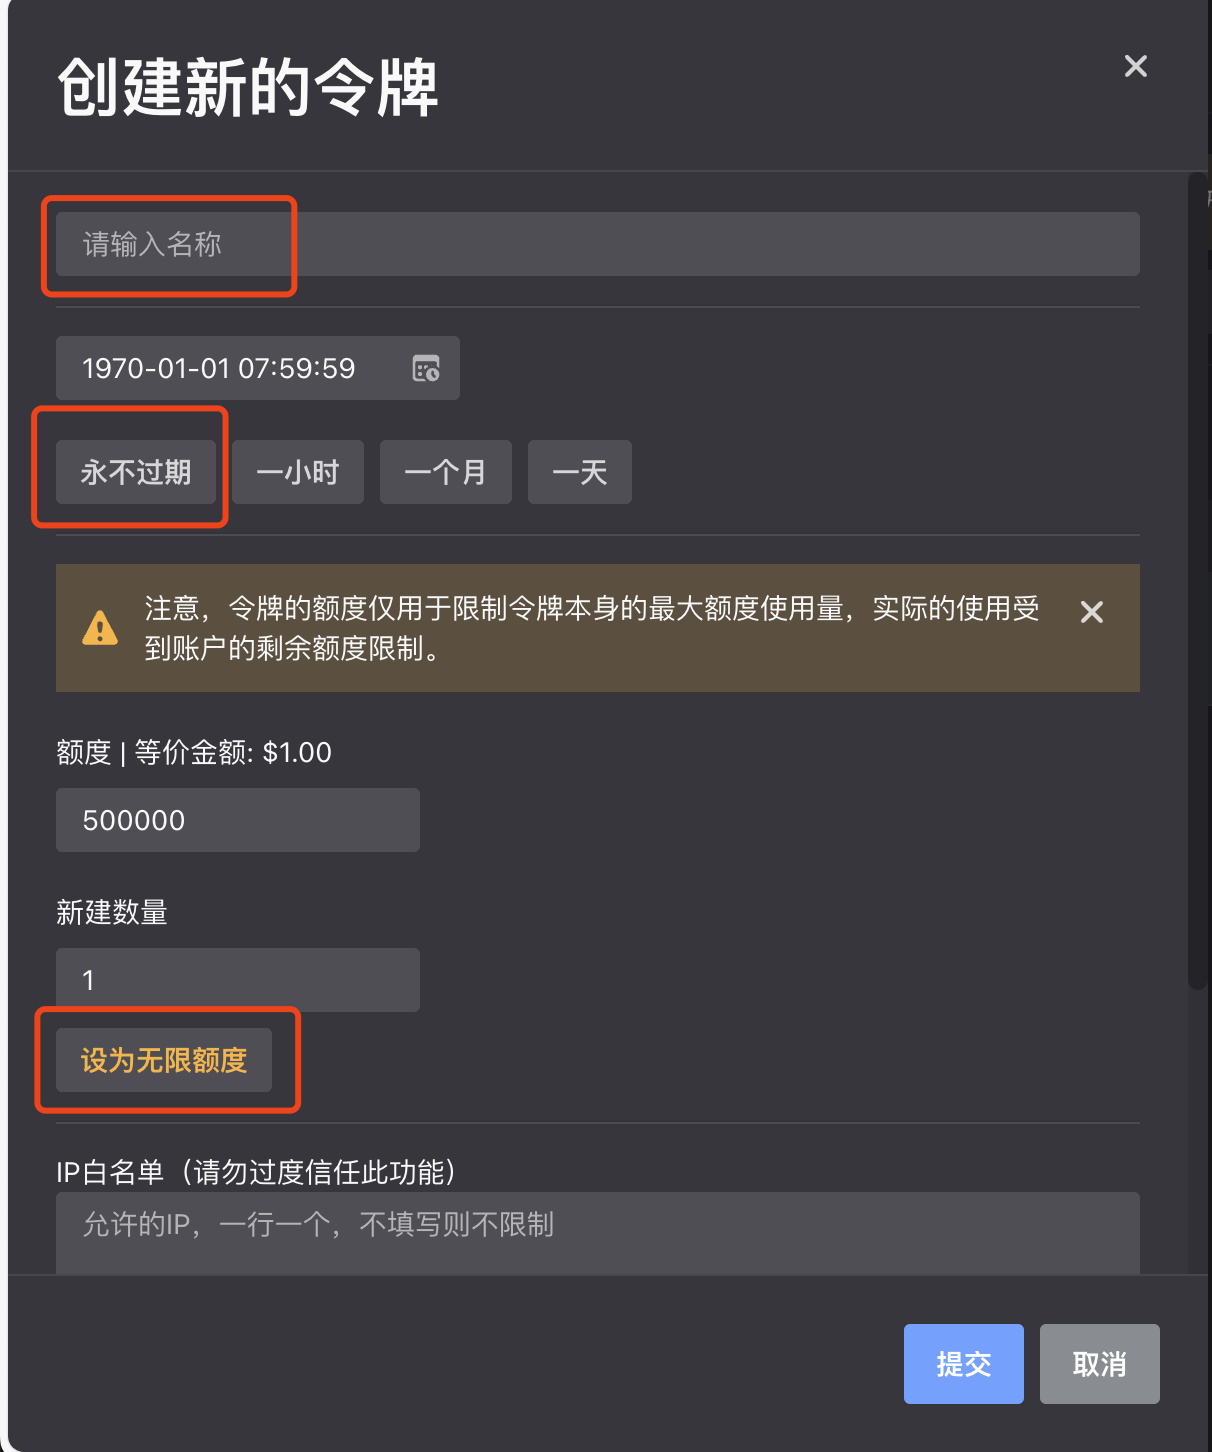 创建新的令牌
请输入名称
1970-01-01 07:59:59
永不过期 一小时 一个月 一天
注意，令牌的额度仅用于限制令牌本身的最大额度使用量，实际的使用受
到账户的剩余额度限制。
额度 | 等价金额: $1.00
500000
新建数量
1
设为无限额度
IP白名单（请勿过度信任此功能）
允许的IP，一行一个，不填写则不限制
提交 取消